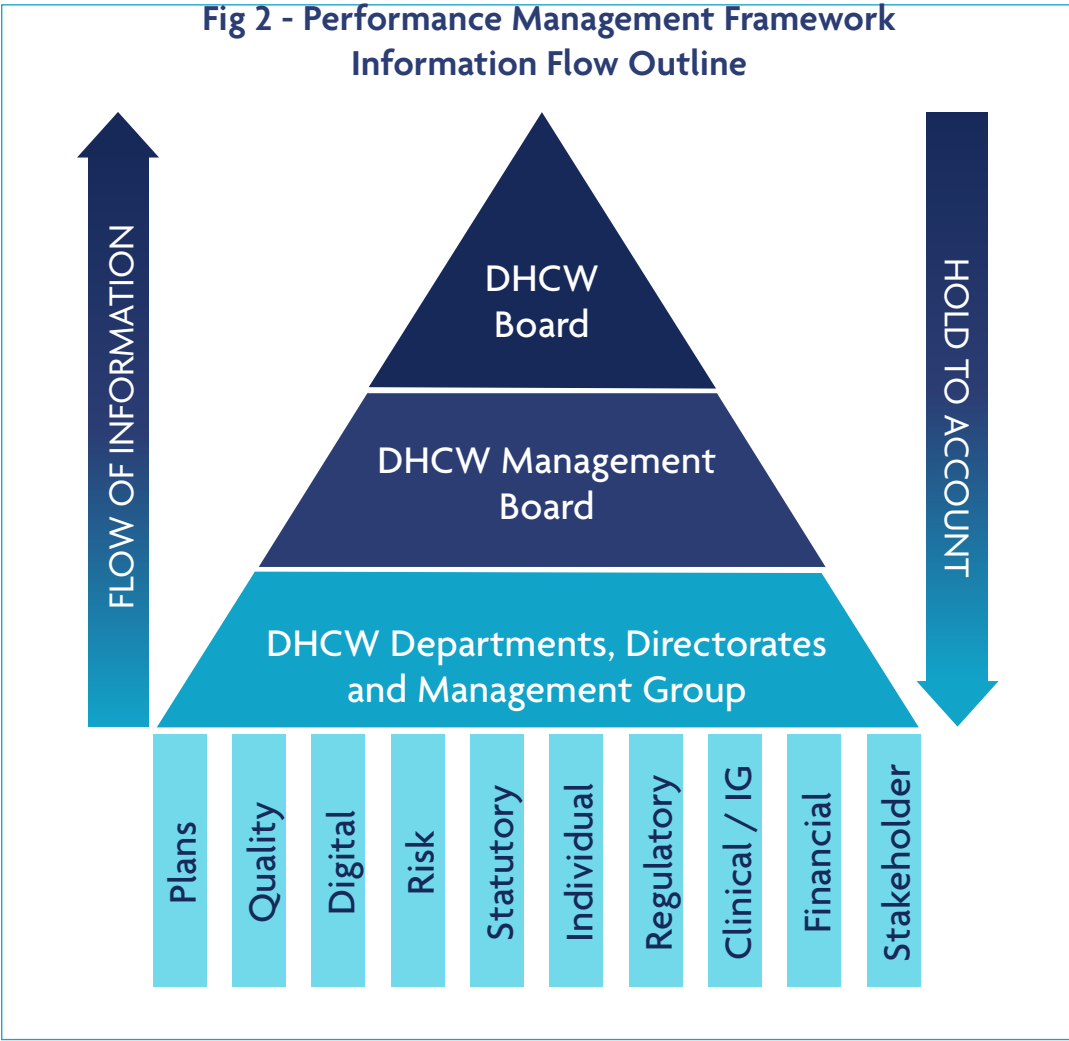 Fig 2 - Performance Management Framework
Information Flow Outline
FLOW OF INFORMATION
DHCW
Board
DHCW Management
Board
DHCW Departments, Directorates
and Management Group
HOLD TO ACCOUNT
Plans
Quality
Digital
Risk
Statutory
Individual
Regulatory
Clinical / IG
Financial
Stakeholder